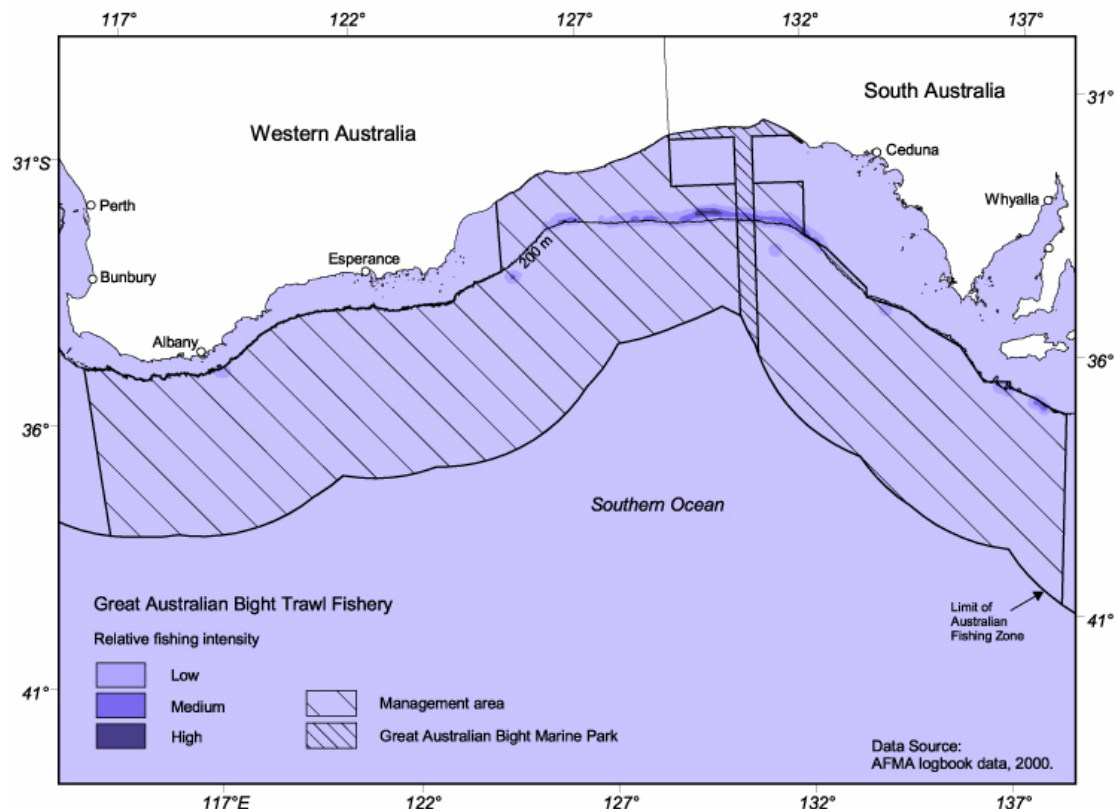 117°
122°
127°
132°
137°
31°
South Australia
Western Australia
31°S
Ceduna
Perth
Whyalla
Esperance
200 m
Bunbury
Albany
36°
36°
Southern Ocean
Great Australian Bight Trawl Fishery
Limit of
Australian
Fishing Zone
41°
Relative fishing intensity
Low
41°
Medium
Management area
High
Great Australian Bight Marine Park
Data Source:
AFMA logbook data, 2000.
117°E
122°
127°
132°
137°